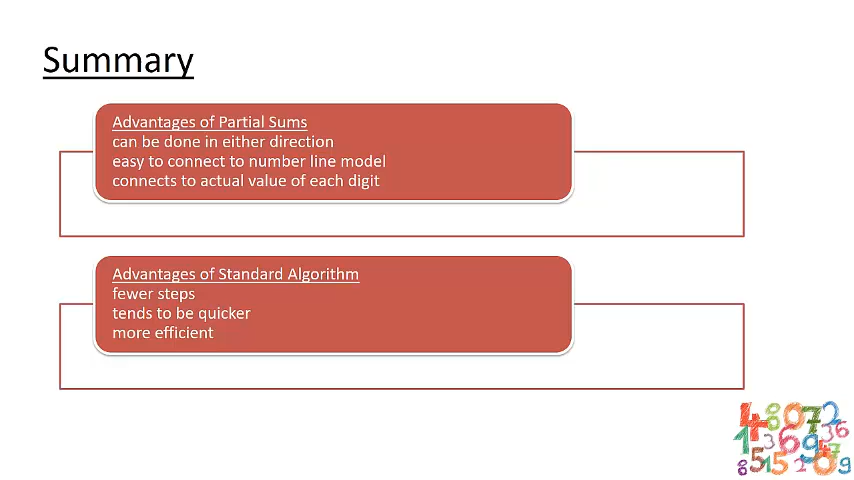 Summary
Advantages of Partial Sums
can be done in either direction
easy to connect to number line model
connects to actual value of each digit
Advantages of Standard Algorithm
fewer steps
tends to be quicker
more efficient